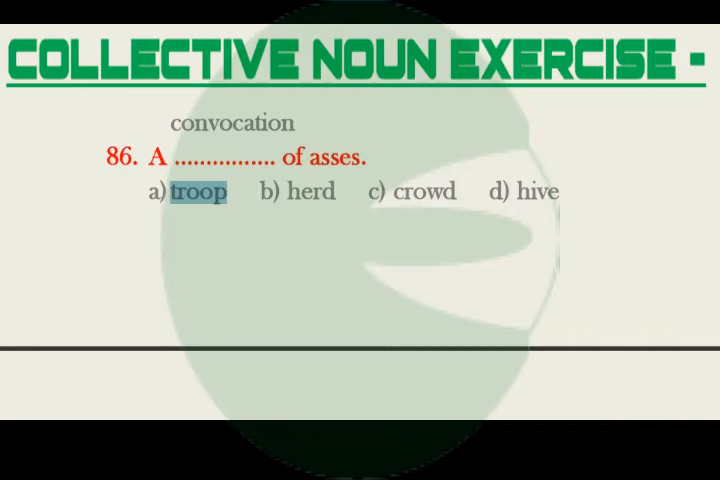 COLLECTIVE NOUN EXERCISE -
convocation
86. A ................ of asses.
a) troop b) herd c) crowd d) hive